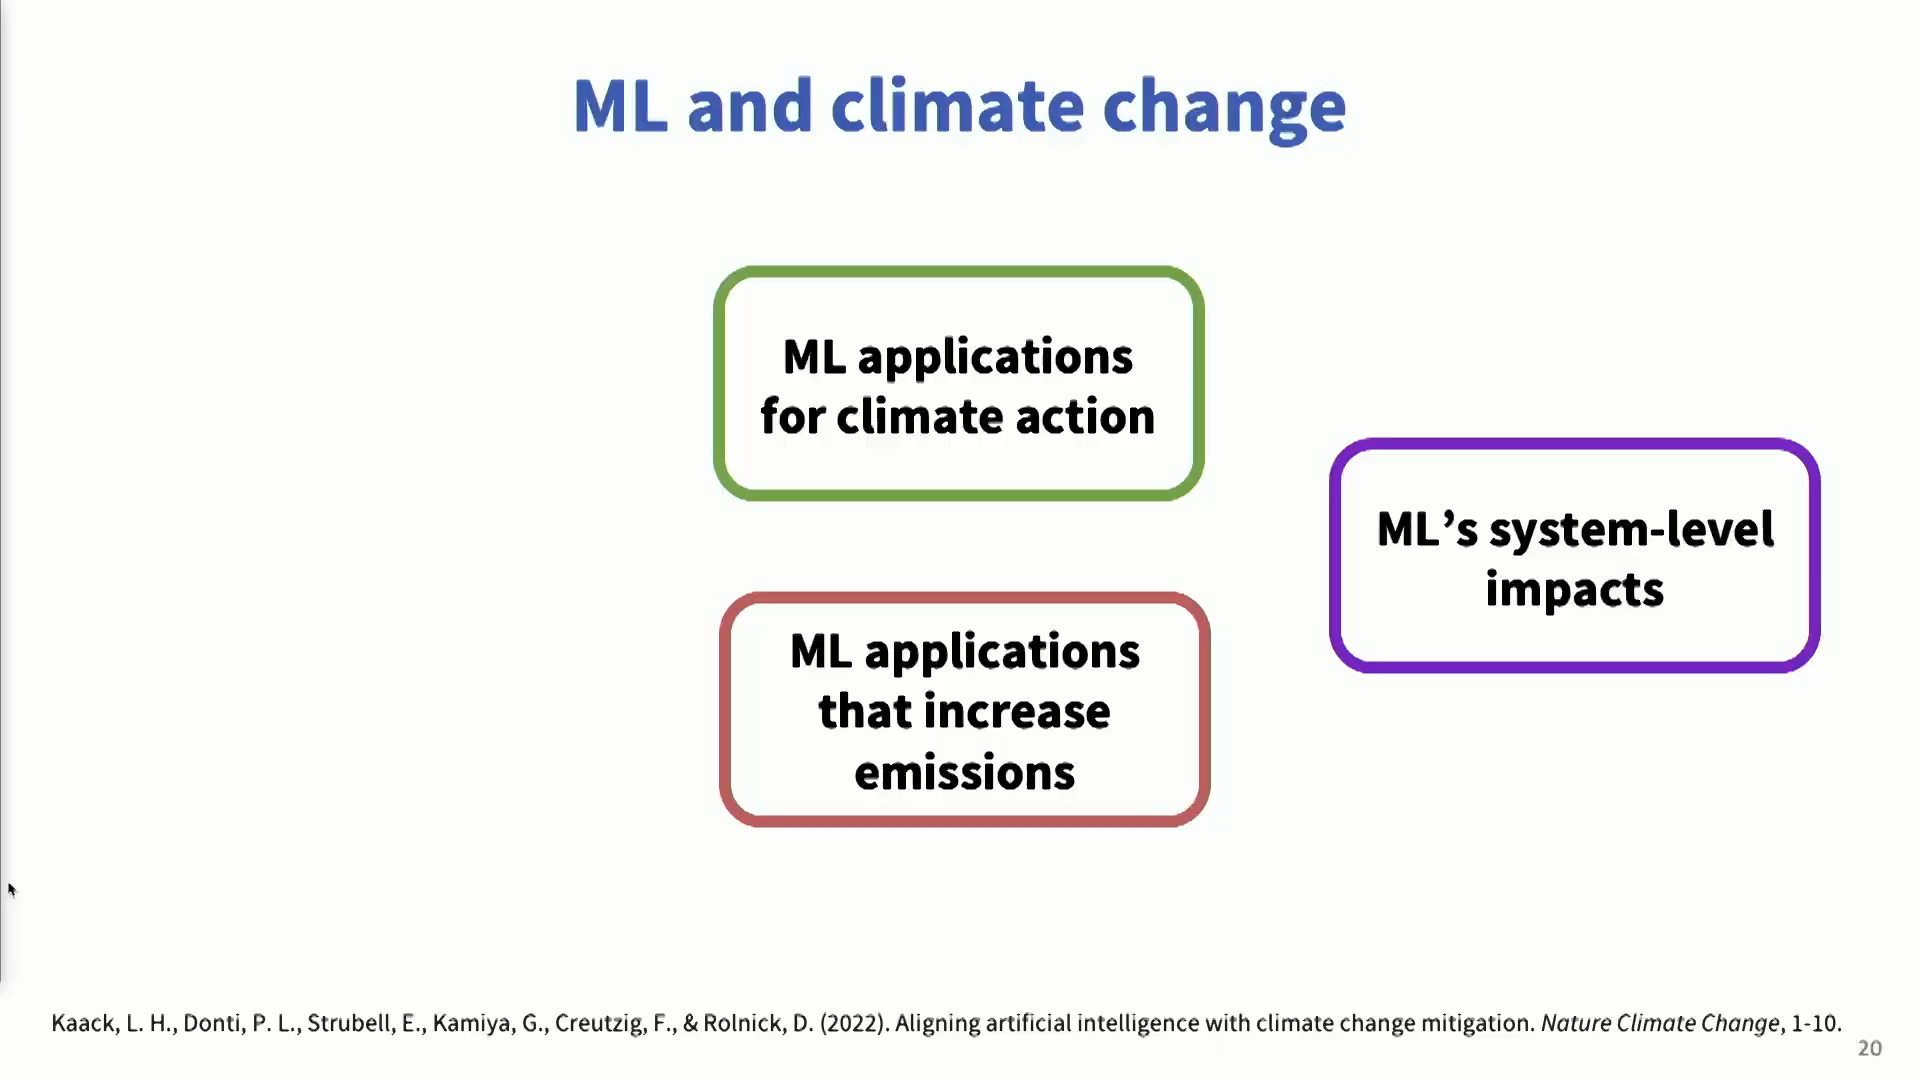 ML and climate change
ML applications
for climate action
ML’s system-level
impacts
ML applications
that increase
emissions
Kaack, L. H., Donti, P. L., Strubell, E., Kamiya, G., Creutzig, F., & Rolnick, D. (2022). Aligning artificial intelligence with climate change mitigation. Nature Climate Change, 1-10.
20